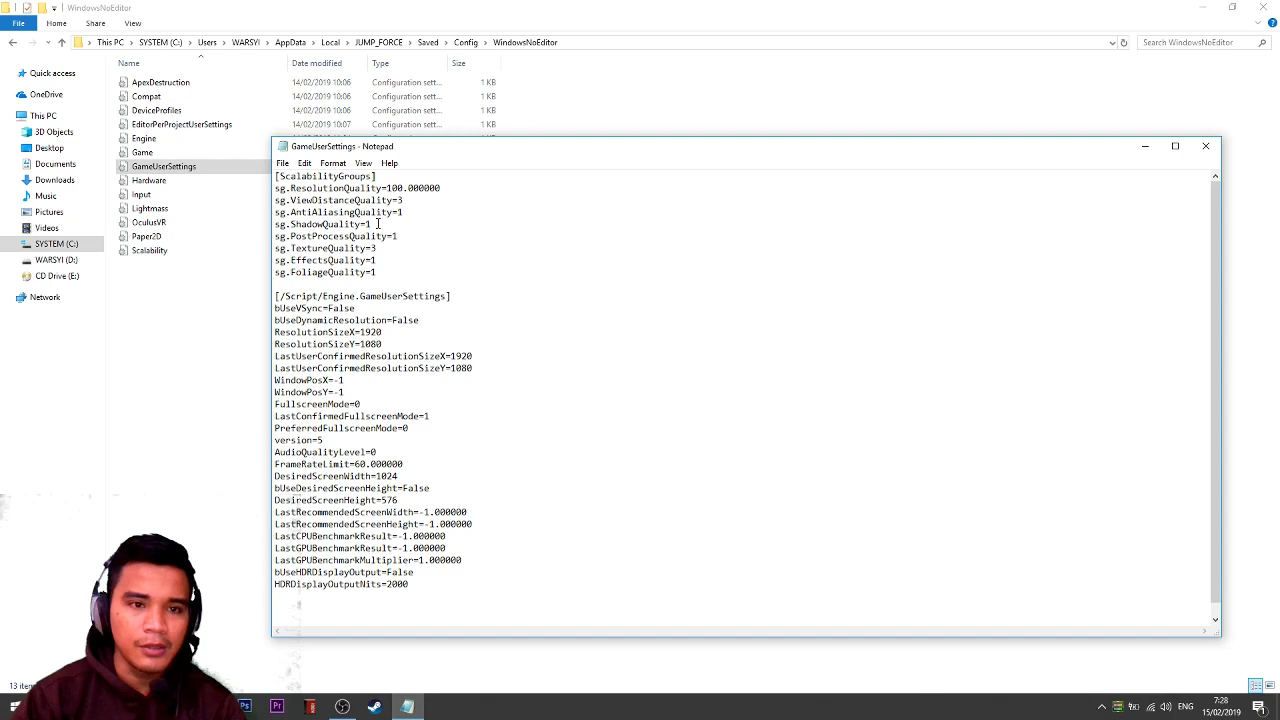 WindowsNoEditor
File Home Share View
This PC SYSTEM (C:) Users WARSYI AppData Local JUMP_FORCE Saved Config WindowsNoEditor
Search WindowsNoEditor
Name Date modified Type Size
Quick access
OneDrive
This PC
3D Objects
Desktop
Documents
Downloads
Music
Pictures
Videos
SYSTEM (C:)
WARSYI (D:)
CD Drive (E:)
Network
ApexDestruction 14/02/2019 10:06 Configuration sett... 1 KB
Compat 14/02/2019 10:06 Configuration sett... 1 KB
DeviceProfiles 14/02/2019 10:06 Configuration sett... 1 KB
EditorPerProjectUserSettings 14/02/2019 10:07 Configuration sett... 1 KB
Engine
Game
GameUserSettings
Hardware
Input
Lightmass
OculusVR
Paper2D
Scalability
GameUserSettings - Notepad
File Edit Format View Help
[ScalabilityGroups]
sg.ResolutionQuality=100.000000
sg.ViewDistanceQuality=3
sg.AntiAliasingQuality=1
sg.ShadowQuality=1
sg.PostProcessQuality=1
sg.TextureQuality=3
sg.EffectsQuality=1
sg.FoliageQuality=1
[/Script/Engine.GameUserSettings]
bUseVSync=False
bUseDynamicResolution=False
ResolutionSizeX=1920
ResolutionSizeY=1080
LastUserConfirmedResolutionSizeX=1920
LastUserConfirmedResolutionSizeY=1080
WindowPosX=-1
WindowPosY=-1
FullscreenMode=0
LastConfirmedFullscreenMode=1
PreferredFullscreenMode=0
version=5
AudioQualityLevel=0
FrameRateLimit=60.000000
DesiredScreenWidth=1024
bUseDesiredScreenHeight=False
DesiredScreenHeight=576
LastRecommendedScreenWidth=-1.000000
LastRecommendedScreenHeight=-1.000000
LastCPUBenchmarkResult=-1.000000
LastGPUBenchmarkResult=-1.000000
LastGPUBenchmarkMultiplier=1.000000
bUseHDRDisplayOutput=False
HDRDisplayOutputNits=2000
13 iten
Ps Pr
ENG
7:28
15/02/2019